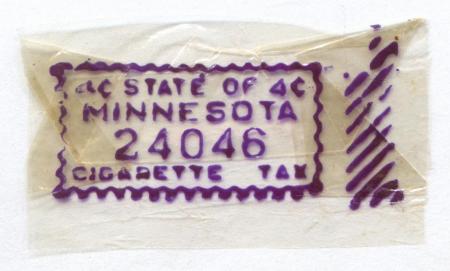 4¢ STATE OF 4¢
MINNESOTA
24046
CIGARETTE TAX